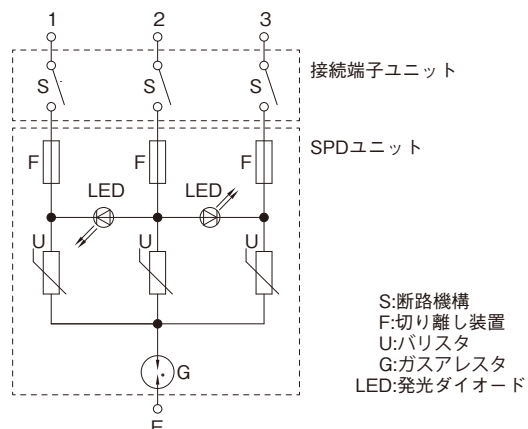 1 2 3
接続端子ユニット
S S S
SPDユニット
F F F
LED LED
U U U
S:断路機構
F:切り離し装置
U:バリスタ
G:ガスアレスタ
LED:発光ダイオード
G
E